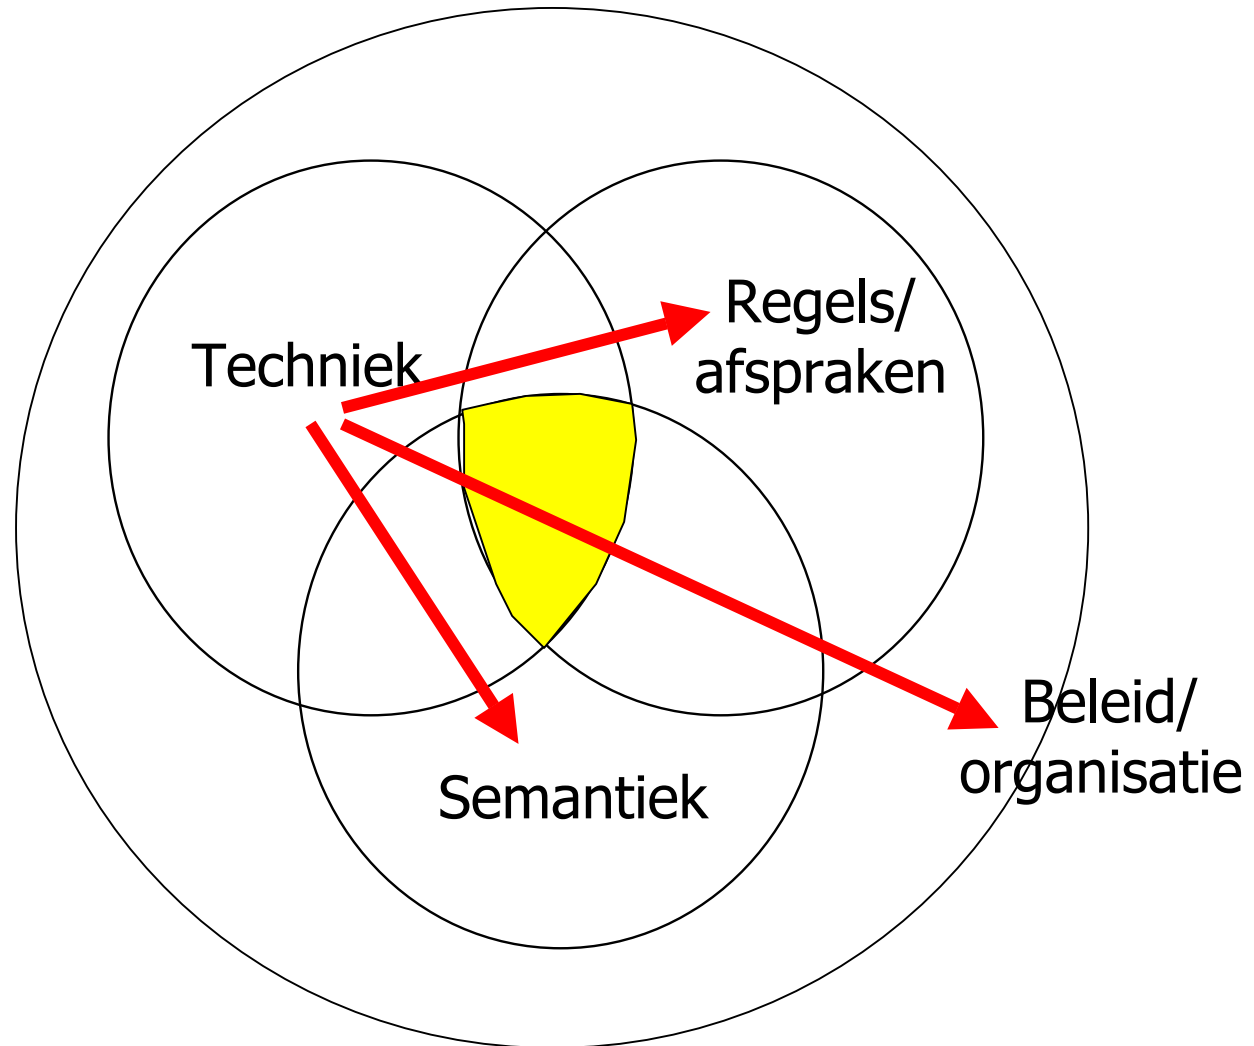 Techniek
Regels/
afspraken
Semantiek
Beleid/
organisatie